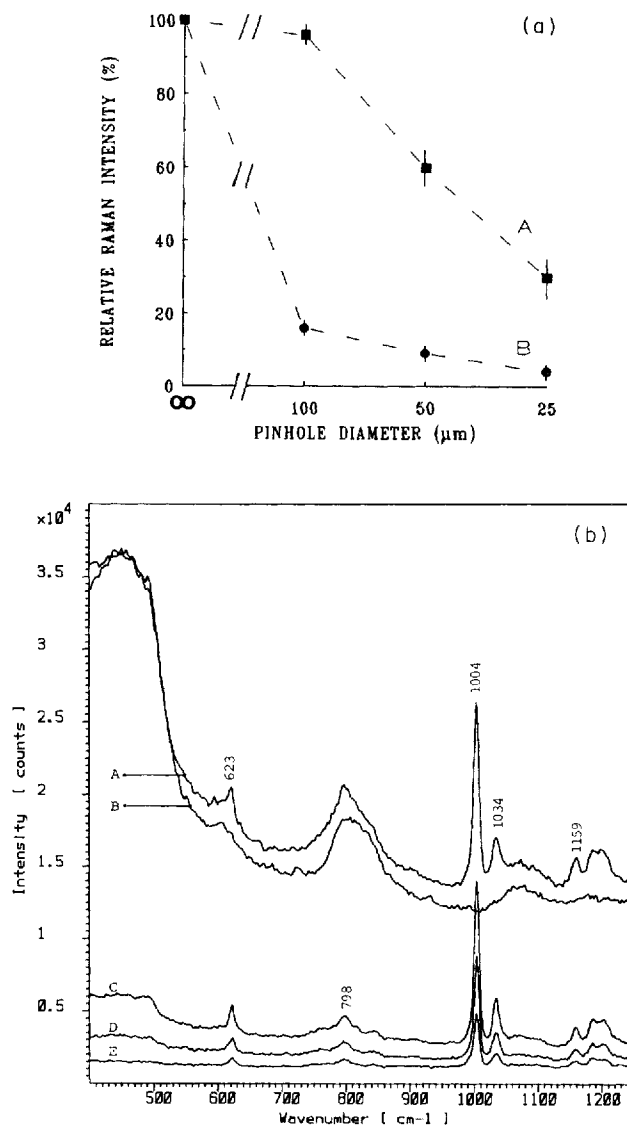 (a)
RELATIVE RAMAN INTENSITY (%)
100
80
60
40
20
0
A
B
∞
100
50
25
PINHOLE DIAMETER (μm)
(b)
×10⁴
3.5
3
2.5
2
1.5
1
0.5
Intensity [ counts ]
A
B
C
D
E
623
798
1004
1034
1159
500 600 700 800 900 1000 1100 1200
Wavenumber [ cm-1 ]